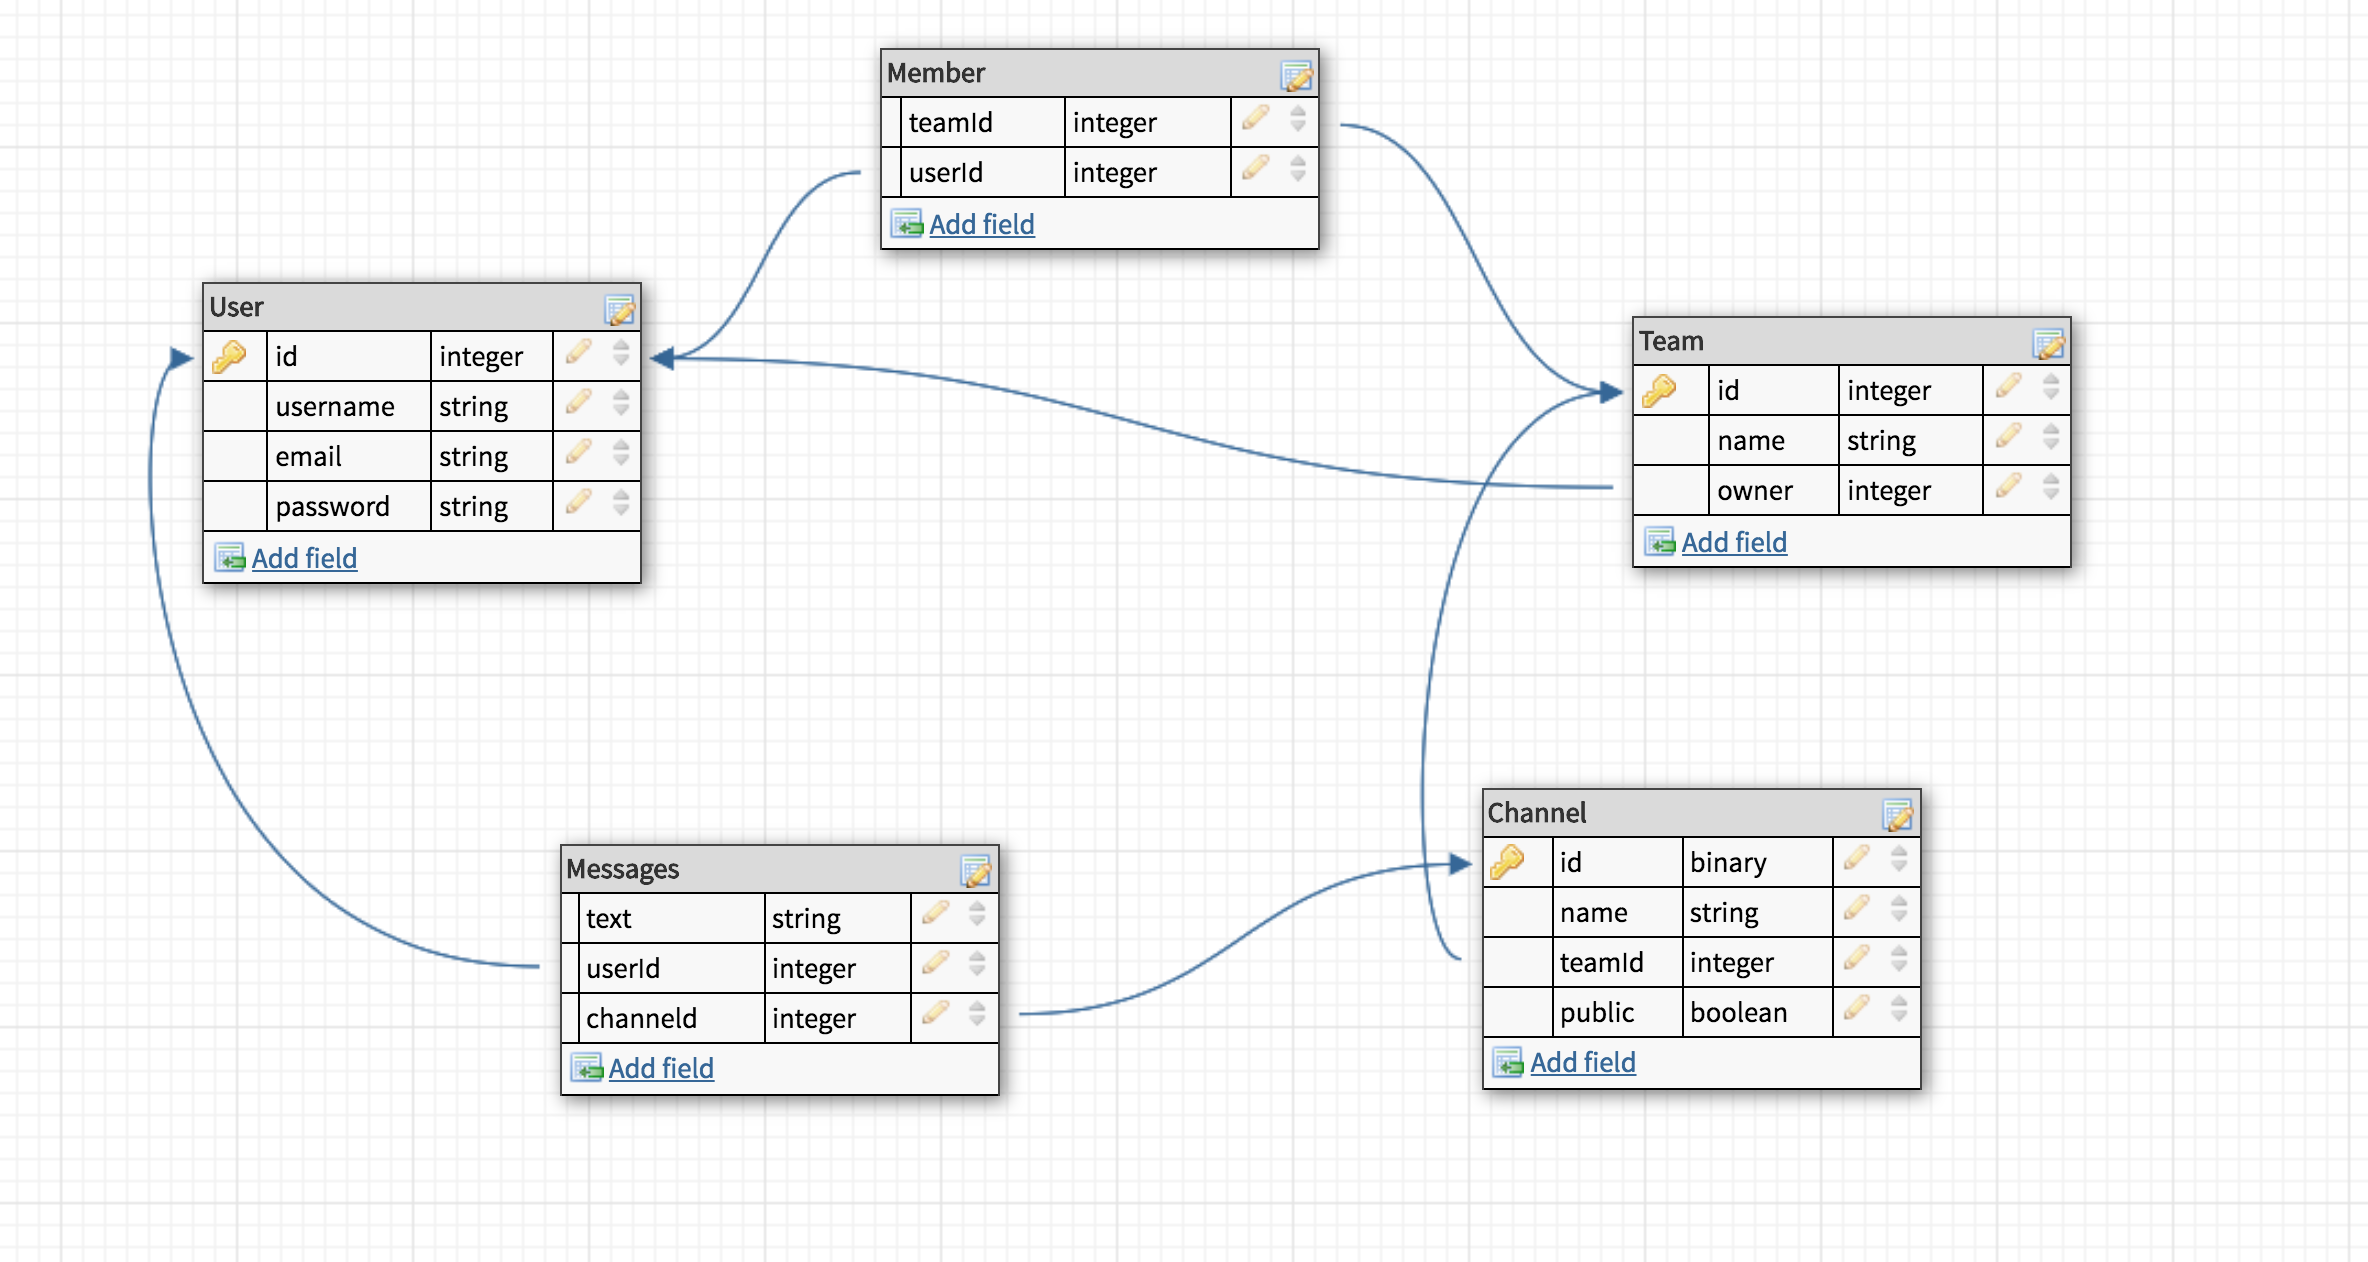 Member
teamId integer
userId integer
Add field
User
id integer
username string
email string
password string
Add field
Team
id integer
name string
owner integer
Add field
Messages
text string
userId integer
channeld integer
Add field
Channel
id binary
name string
teamId integer
public boolean
Add field